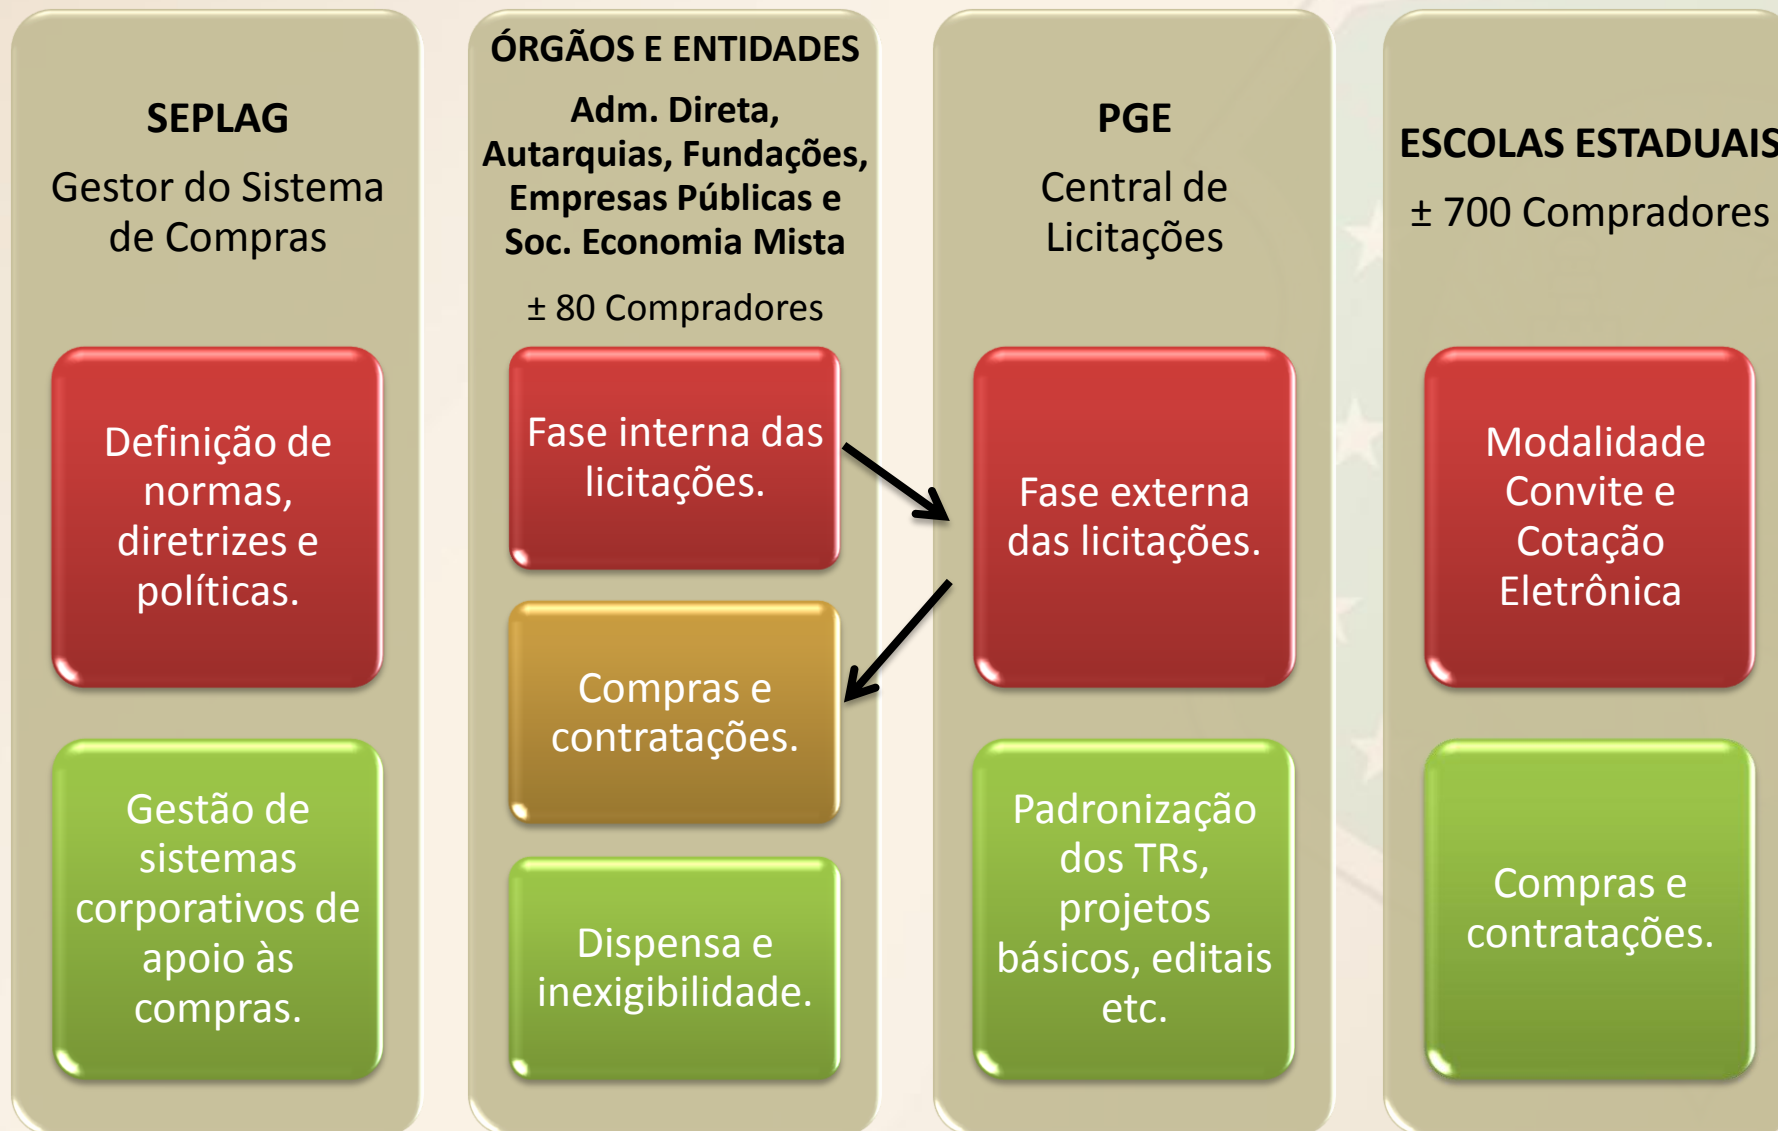 SEPLAG
Gestor do Sistema
de Compras
Definição de
normas,
diretrizes e
políticas.
Gestão de
sistemas
corporativos de
apoio às
compras.
ÓRGÃOS E ENTIDADES
Adm. Direta,
Autarquias, Fundações,
Empresas Públicas e
Soc. Economia Mista
± 80 Compradores
Fase interna das
licitações.
Compras e
contratações.
Dispensa e
inexigibilidade.
PGE
Central de
Licitações
Fase externa
das licitações.
Padronização
dos TRs,
projetos
básicos, editais
etc.
ESCOLAS ESTADUAIS
± 700 Compradores
Modalidade
Convite e
Cotação
Eletrônica
Compras e
contratações.